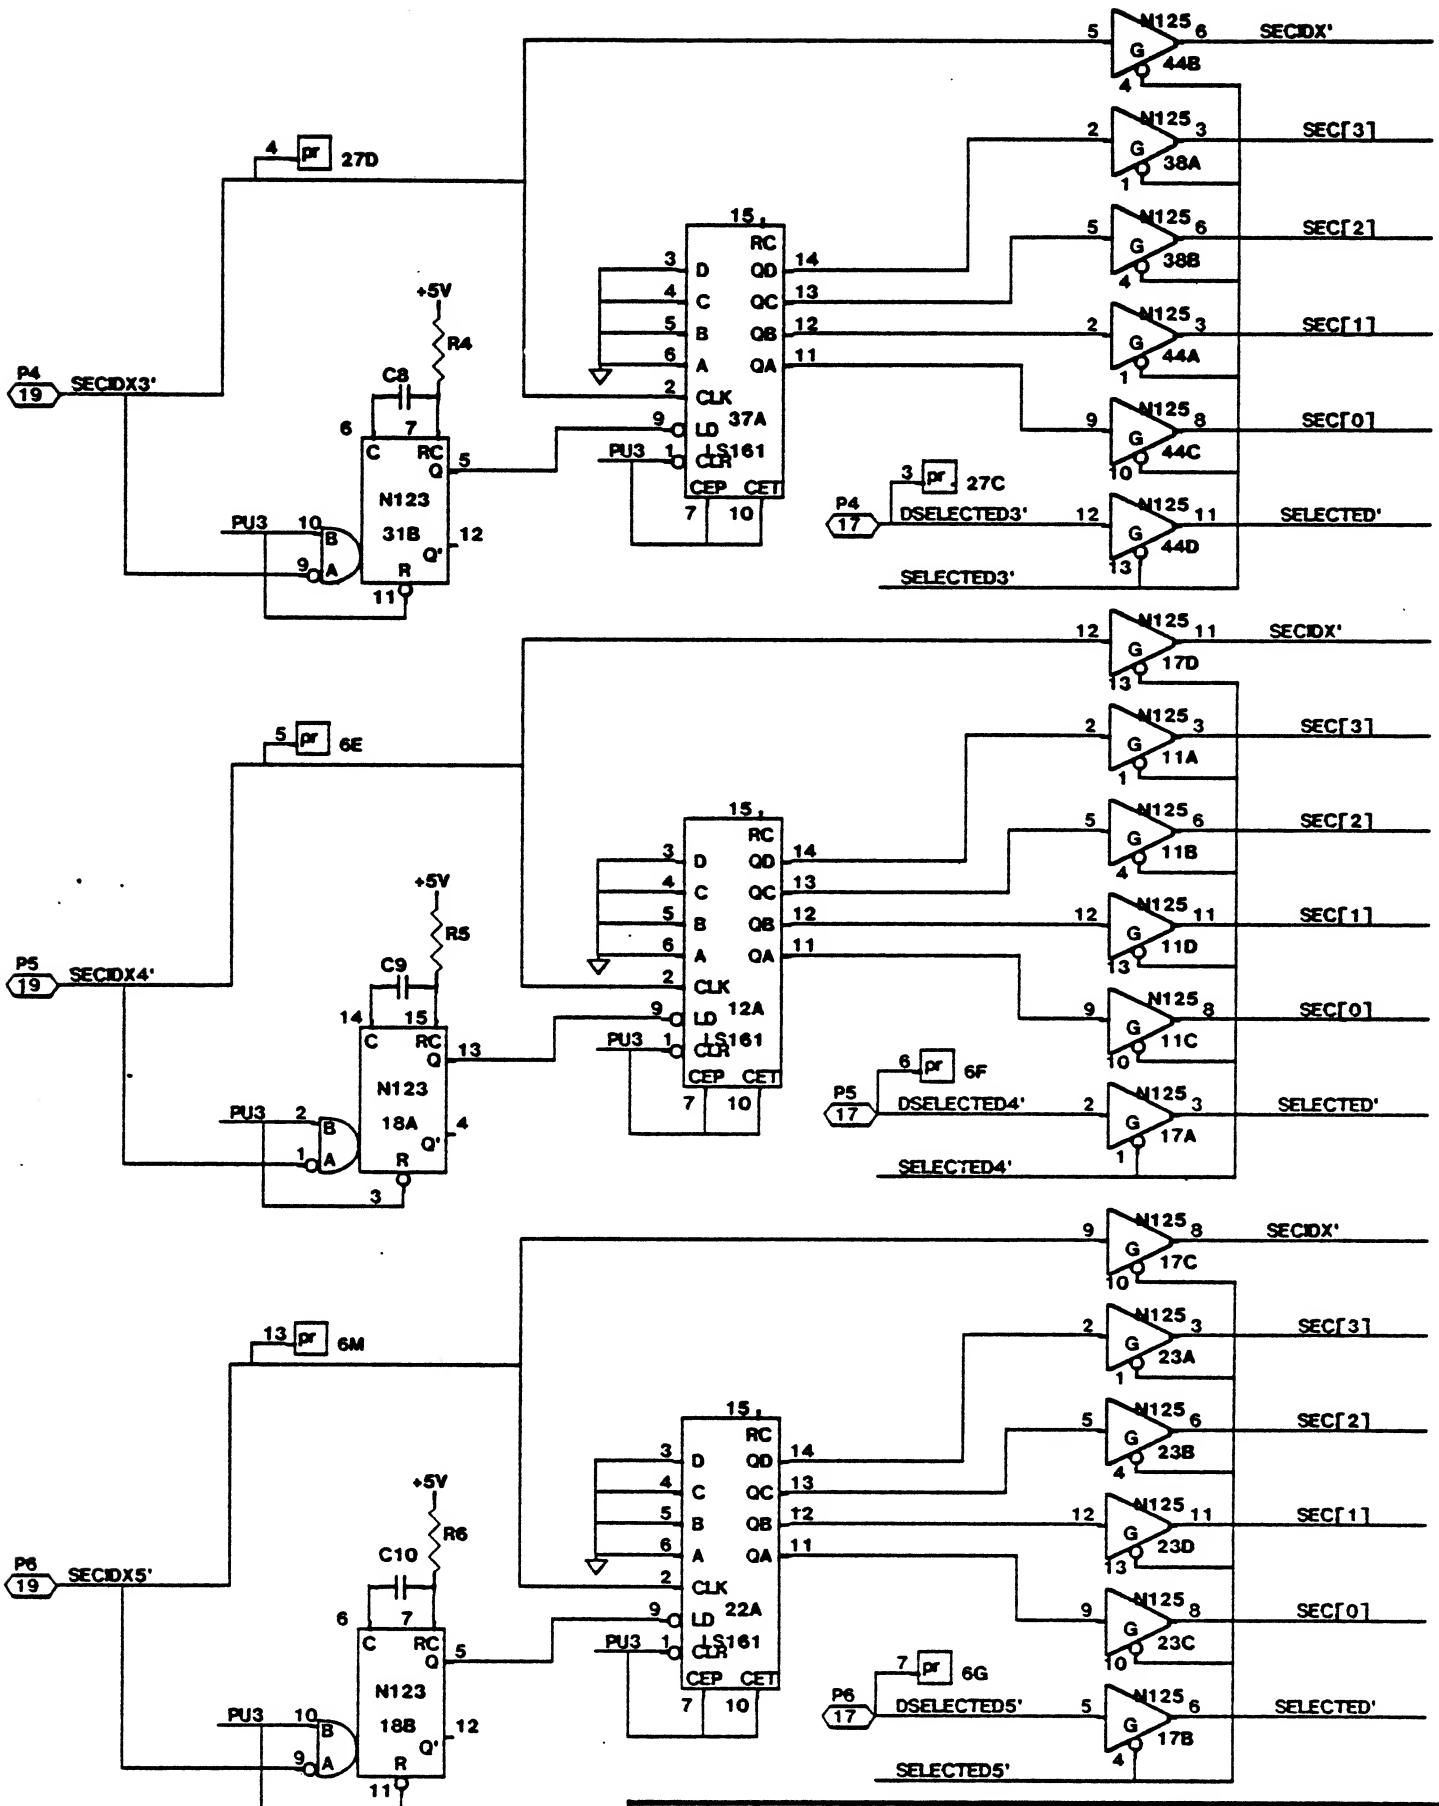 N125
5 G 6 SECIDX'
44B
4
N125
2 G 3 SEC[3]
38A
1
4 pr 27D
N125
5 G 6 SEC[2]
38B
4
15
RC
3 D QD 14
4 C QC 13
5 B QB 12
6 A QA 11
2 CLK
9 LD 37A
PU3 1 CLR LS161
CEP CET
7 10
+5V
R4
C8
P4
19 SECIDX3'
6 7
C RC
Q 5
N123
31B
PU3 10 B
Q' 12
9 A
R
11
N125
2 G 3 SEC[1]
44A
1
N125
9 G 8 SEC[0]
44C
10
3 pr 27C
P4
17 DSELECTED3'
N125
12 G 11 SELECTED'
44D
13
SELECTED3'
N125
12 G 11 SECIDX'
17D
13
N125
2 G 3 SEC[3]
11A
1
5 pr 6E
N125
5 G 6 SEC[2]
11B
4
15
RC
3 D QD 14
4 C QC 13
5 B QB 12
6 A QA 11
2 CLK
9 LD 12A
PU3 1 CLR LS161
CEP CET
7 10
+5V
R5
C9
P5
19 SECIDX4'
14 15
C RC
Q 13
N123
18A
PU3 2 B
Q' 4
1 A
R
3
N125
12 G 11 SEC[1]
11D
13
N125
9 G 8 SEC[0]
11C
10
6 pr 6F
P5
17 DSELECTED4'
N125
2 G 3 SELECTED'
17A
1
SELECTED4'
N125
9 G 8 SECIDX'
17C
10
N125
2 G 3 SEC[3]
23A
1
13 pr 6M
N125
5 G 6 SEC[2]
23B
4
15
RC
3 D QD 14
4 C QC 13
5 B QB 12
6 A QA 11
2 CLK
9 LD 22A
PU3 1 CLR LS161
CEP CET
7 10
+5V
R6
C10
P6
19 SECIDX5'
6 7
C RC
Q 5
N123
18B
PU3 10 B
Q' 12
9 A
R
11
N125
12 G 11 SEC[1]
23D
13
N125
9 G 8 SEC[0]
23C
10
7 pr 6G
P6
17 DSELECTED5'
N125
5 G 6 SELECTED'
17B
4
SELECTED5'